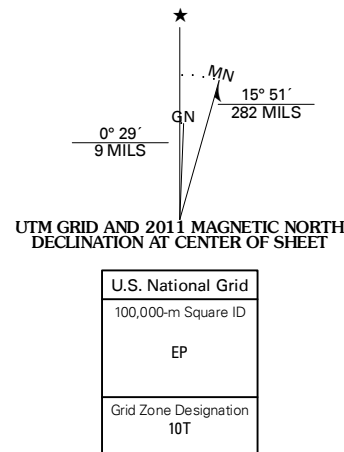 ★
MN
GN
15° 51´
282 MILS
0° 29´
9 MILS
UTM GRID AND 2011 MAGNETIC NORTH
DECLINATION AT CENTER OF SHEET
U.S. National Grid
100,000-m Square ID
EP
Grid Zone Designation
10T